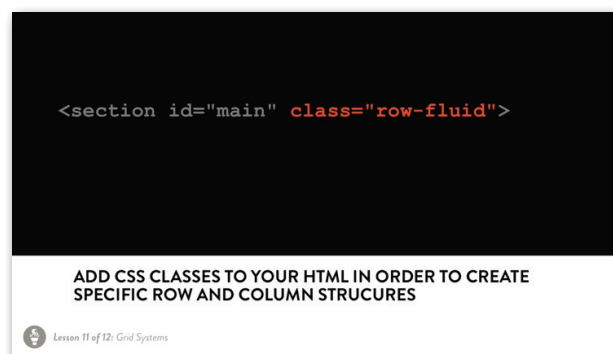 <section id="main" class="row-fluid">
ADD CSS CLASSES TO YOUR HTML IN ORDER TO CREATE
SPECIFIC ROW AND COLUMN STRUCURES
Lesson 11 of 12: Grid Systems